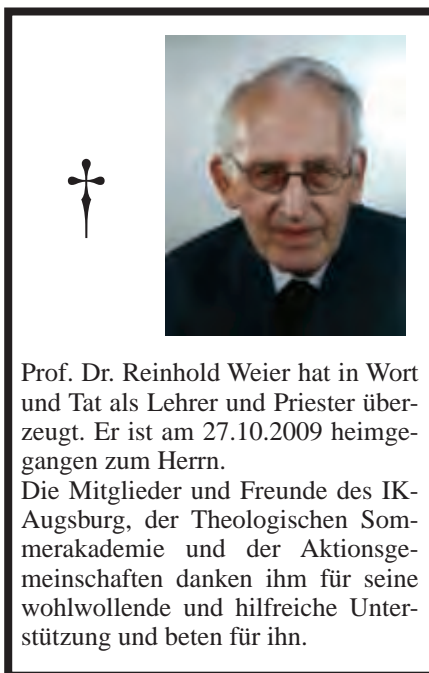 Prof. Dr. Reinhold Weier hat in Wort
und Tat als Lehrer und Priester über-
zeugt. Er ist am 27.10.2009 heimge-
gangen zum Herrn.
Die Mitglieder und Freunde des IK-
Augsburg, der Theologischen Som-
merakademie und der Aktionsge-
meinschaften danken ihm für seine
wohlwollende und hilfreiche Unter-
stützung und beten für ihn.